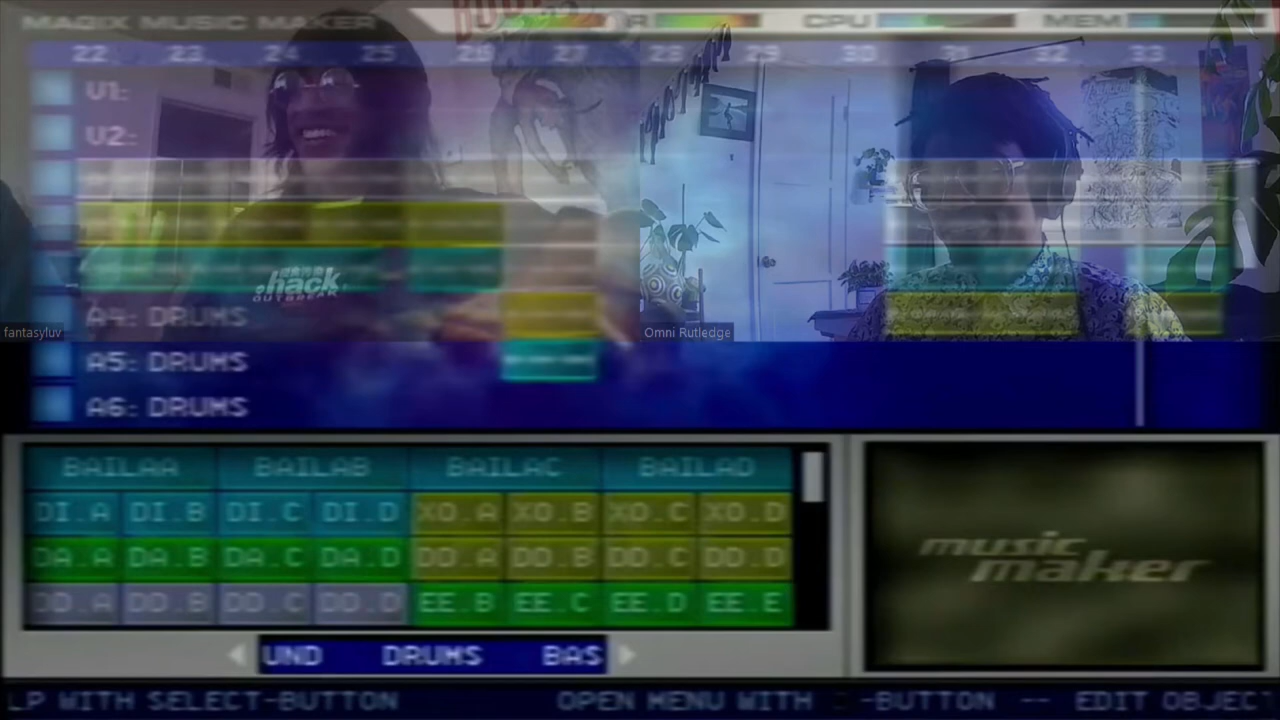 MAGIX MUSIC MAKER R CPU MEM
22 23 24 25 26 27 28 29 30 31 32 33
U1:
U2:
.hack
OUTBREAK
A4: DRUMS
fantasyluv Omni Rutledge
A5: DRUMS
A6: DRUMS
BAILAA BAILAB BAILAC BAILAD
DI.A DI.B DI.C DI.D XO.A XO.B XO.C XO.D
DA.A DA.B DA.C DA.D DD.A DD.B DD.C DD.D
DD.A DD.B DD.C DD.D EE.B EE.C EE.D EE.E
music
maker
UND DRUMS BAS
LP WITH SELECT-BUTTON OPEN MENU WITH -BUTTON -- EDIT OBJECT